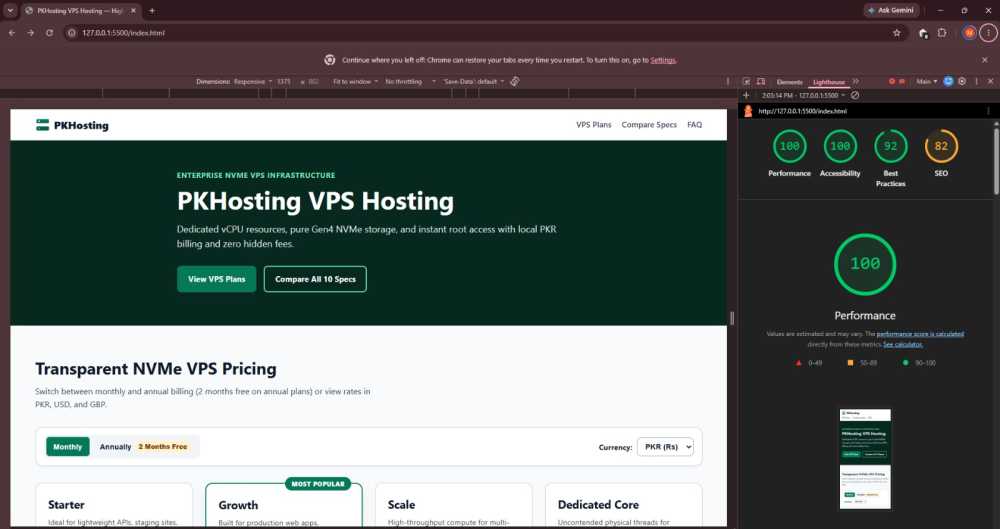 PKHosting VPS Hosting — High
Ask Gemini
127.0.0.1:5500/index.html
Continue where you left off: Chrome can restore your tabs every time you restart. To turn this on, go to Settings.
Dimensions: Responsive 1375 × 802 Fit to window No throttling 'Save-Data': default
Elements Lighthouse Main
2:03:14 PM - 127.0.0.1:5500
http://127.0.0.1:5500/index.html
PKHosting
VPS Plans Compare Specs FAQ
ENTERPRISE NVME VPS INFRASTRUCTURE
PKHosting VPS Hosting
Dedicated vCPU resources, pure Gen4 NVMe storage, and instant root access with local PKR
billing and zero hidden fees.
View VPS Plans Compare All 10 Specs
Transparent NVMe VPS Pricing
Switch between monthly and annual billing (2 months free on annual plans) or view rates in
PKR, USD, and GBP.
Monthly Annually 2 Months Free Currency: PKR (Rs)
MOST POPULAR
Starter Growth Scale Dedicated Core
Ideal for lightweight APIs, staging sites, Built for production web apps, High-throughput compute for multi- Uncontended physical threads for
100 100 92 82
Performance Accessibility Best Practices SEO
100
Performance
Values are estimated and may vary. The performance score is calculated
directly from these metrics. See calculator.
0–49 50–89 90–100